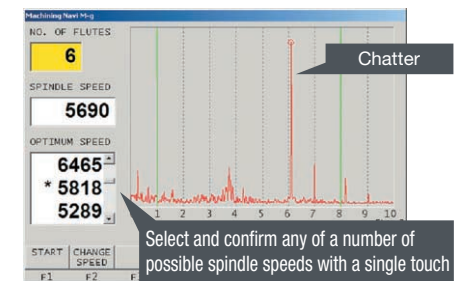 Machining Navi M-g
NO. OF FLUTES
6
SPINDLE SPEED
5690
OPTIMUM SPEED
6465
* 5818
5289
Chatter
1 2 3 4 5 6 7 8 9 10
Select and confirm any of a number of
possible spindle speeds with a single touch
START CHANGE
SPEED
F1 F2